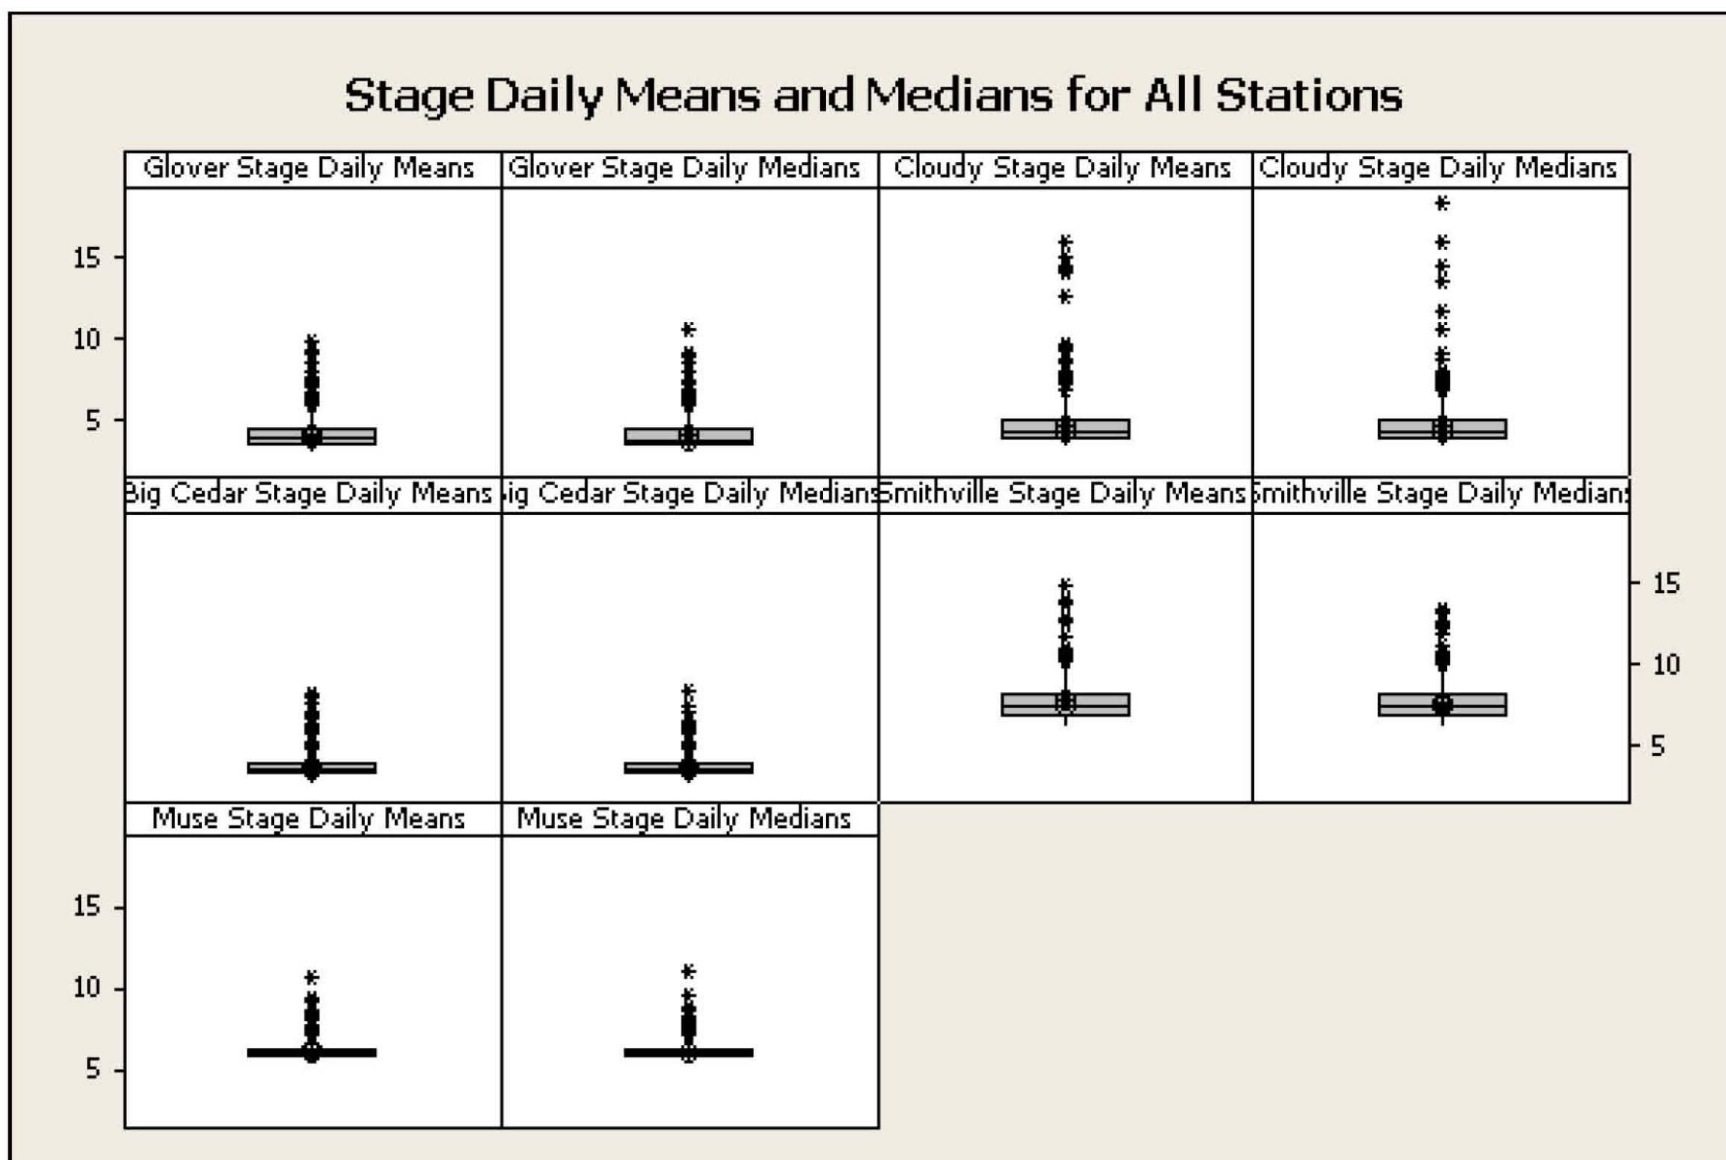 Stage Daily Means and Medians for All Stations
Glover Stage Daily Means Glover Stage Daily Medians Cloudy Stage Daily Means Cloudy Stage Daily Medians
15
10
5
Big Cedar Stage Daily Means ig Cedar Stage Daily Medians Smithville Stage Daily Means Smithville Stage Daily Medians
15
10
5
Muse Stage Daily Means Muse Stage Daily Medians
15
10
5